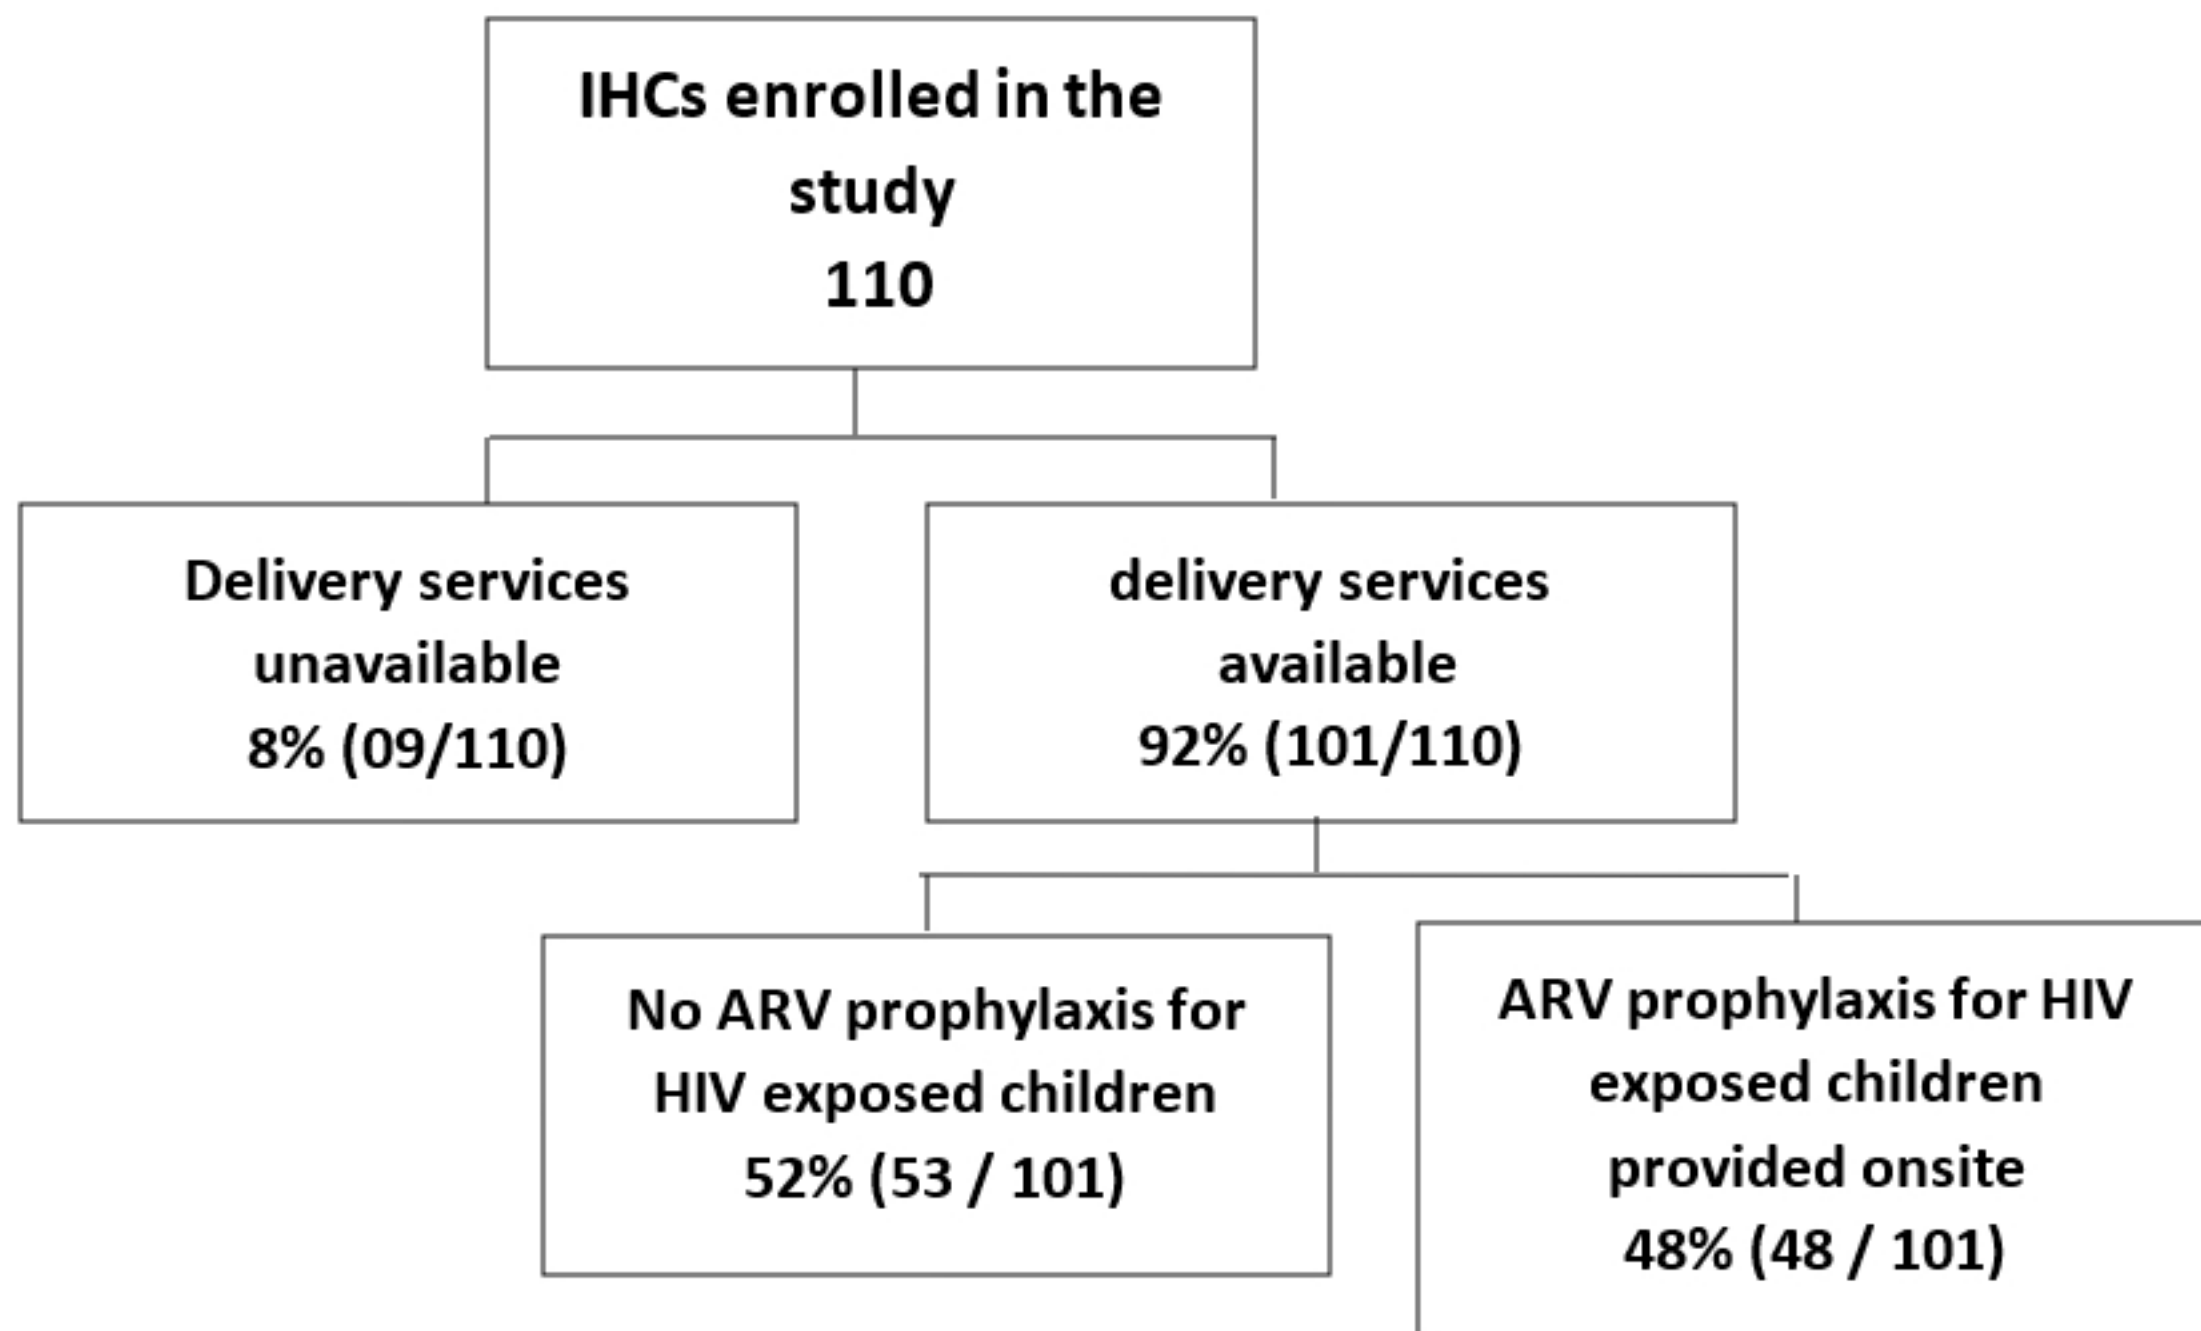 IHCs enrolled in the
study
110
Delivery services
unavailable
8% (09/110)
delivery services
available
92% (101/110)
No ARV prophylaxis for
HIV exposed children
52% (53 / 101)
ARV prophylaxis for HIV
exposed children
provided onsite
48% (48 / 101)